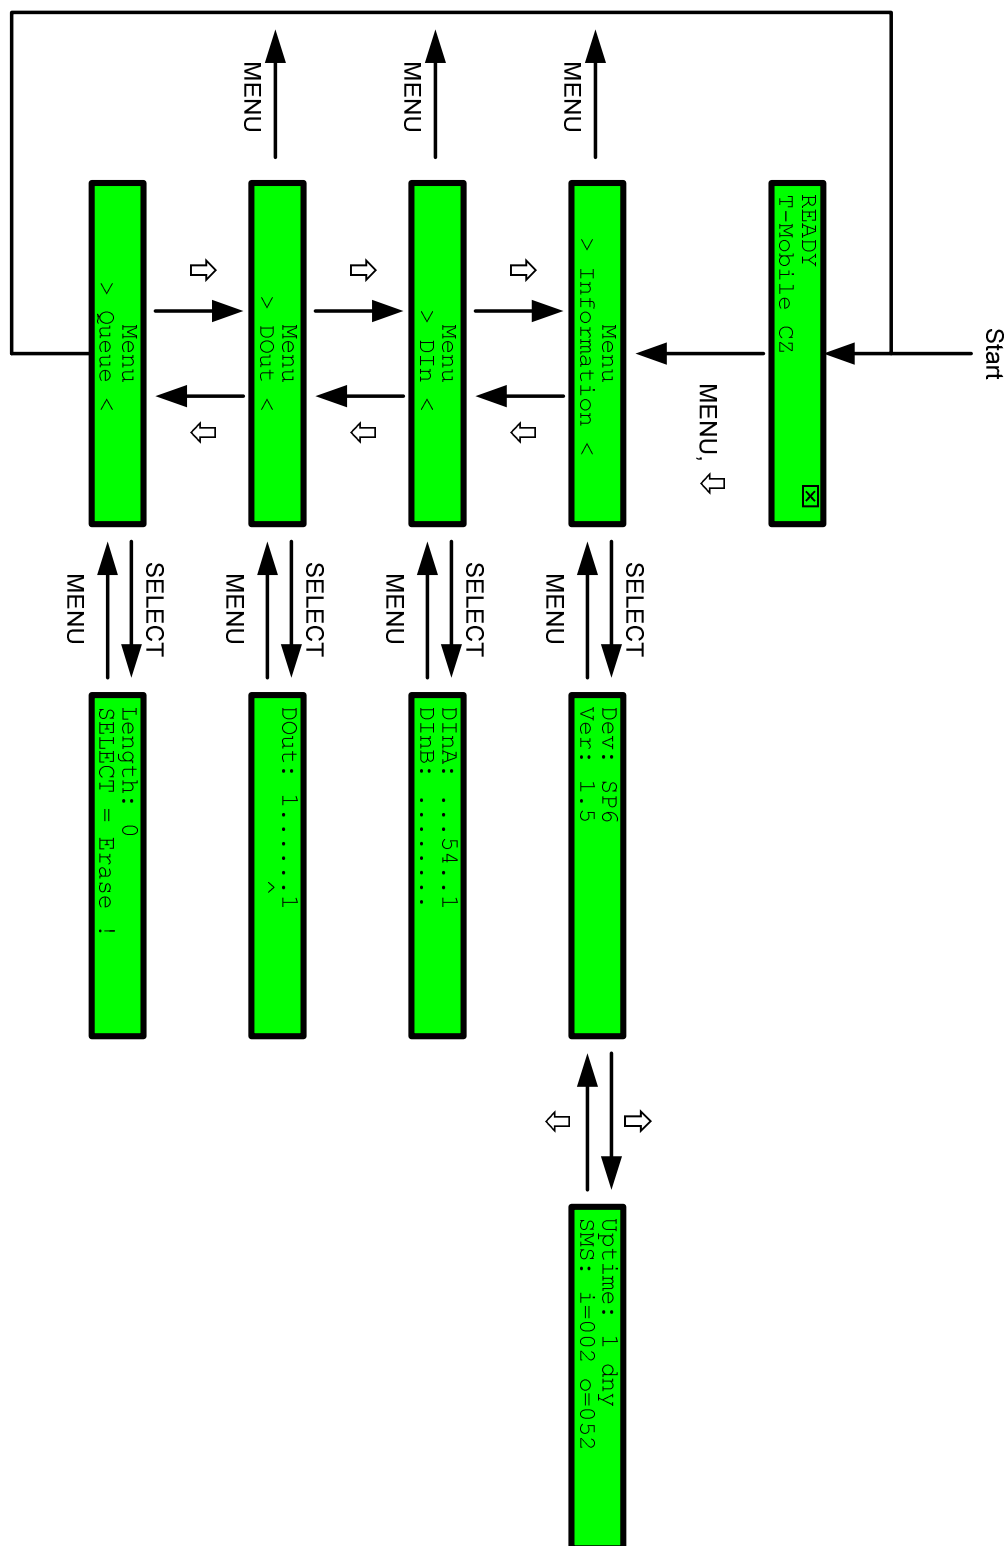 Start
READY
T-Mobile CZ
MENU, ⇩
MENU
Menu
> Information <
SELECT
MENU
Dev: SP6
Ver: 1.5
Uptime: 1 dny
SMS: i=002 o=052
MENU
Menu
> DIn <
SELECT
MENU
DInA: ...54..1
DInB: ........
MENU
Menu
> DOut <
SELECT
MENU
DOut: 1......1
^
Menu
> Queue <
SELECT
MENU
Length: 0
SELECT = Erase !